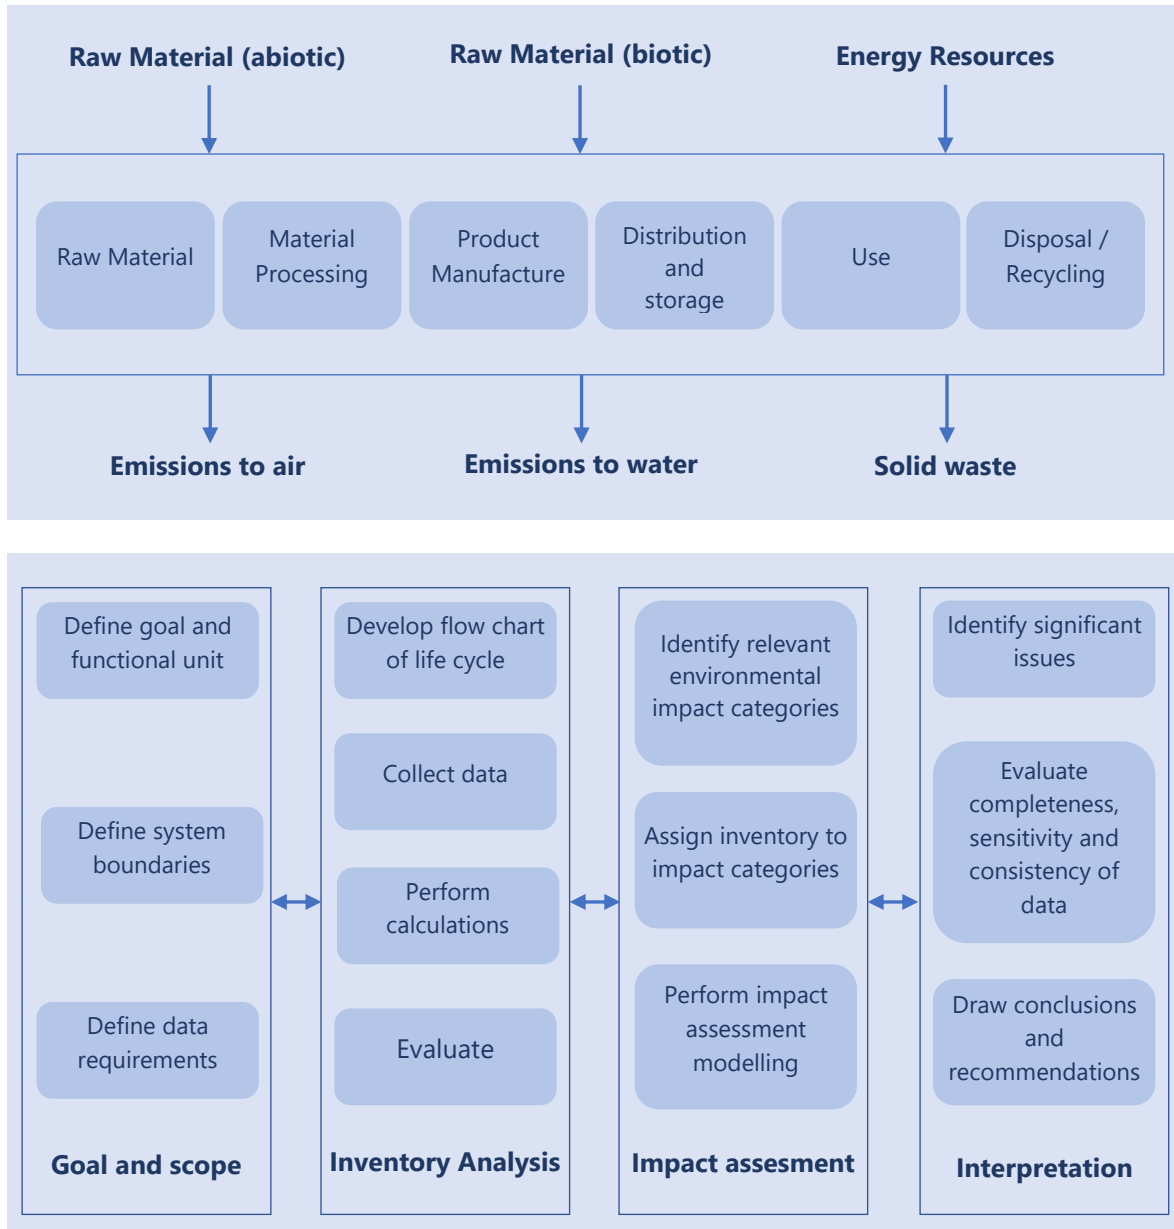 Raw Material (abiotic)
Raw Material (biotic)
Energy Resources
Raw Material
Material
Processing
Product
Manufacture
Distribution
and
storage
Use
Disposal /
Recycling
Emissions to air
Emissions to water
Solid waste
Define goal and
functional unit
Define system
boundaries
Define data
requirements
Goal and scope
Develop flow chart
of life cycle
Collect data
Perform
calculations
Evaluate
Inventory Analysis
Identify relevant
environmental
impact categories
Assign inventory to
impact categories
Perform impact
assessment
modelling
Impact assesment
Identify significant
issues
Evaluate
completeness,
sensitivity and
consistency of
data
Draw conclusions
and
recommendations
Interpretation